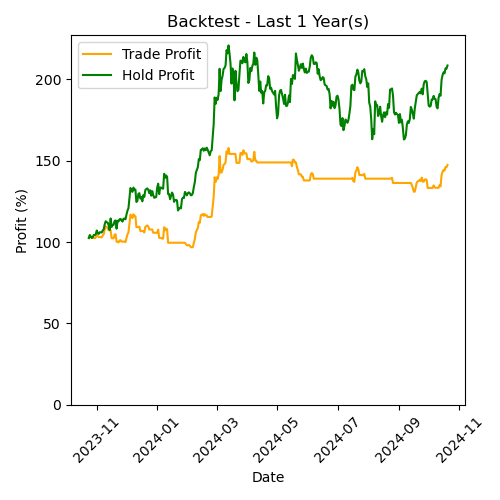 Backtest - Last 1 Year(s)
Trade Profit
Hold Profit
Profit (%)
200
150
100
50
0
2023-11
2024-01
2024-03
2024-05
2024-07
2024-09
2024-11
Date